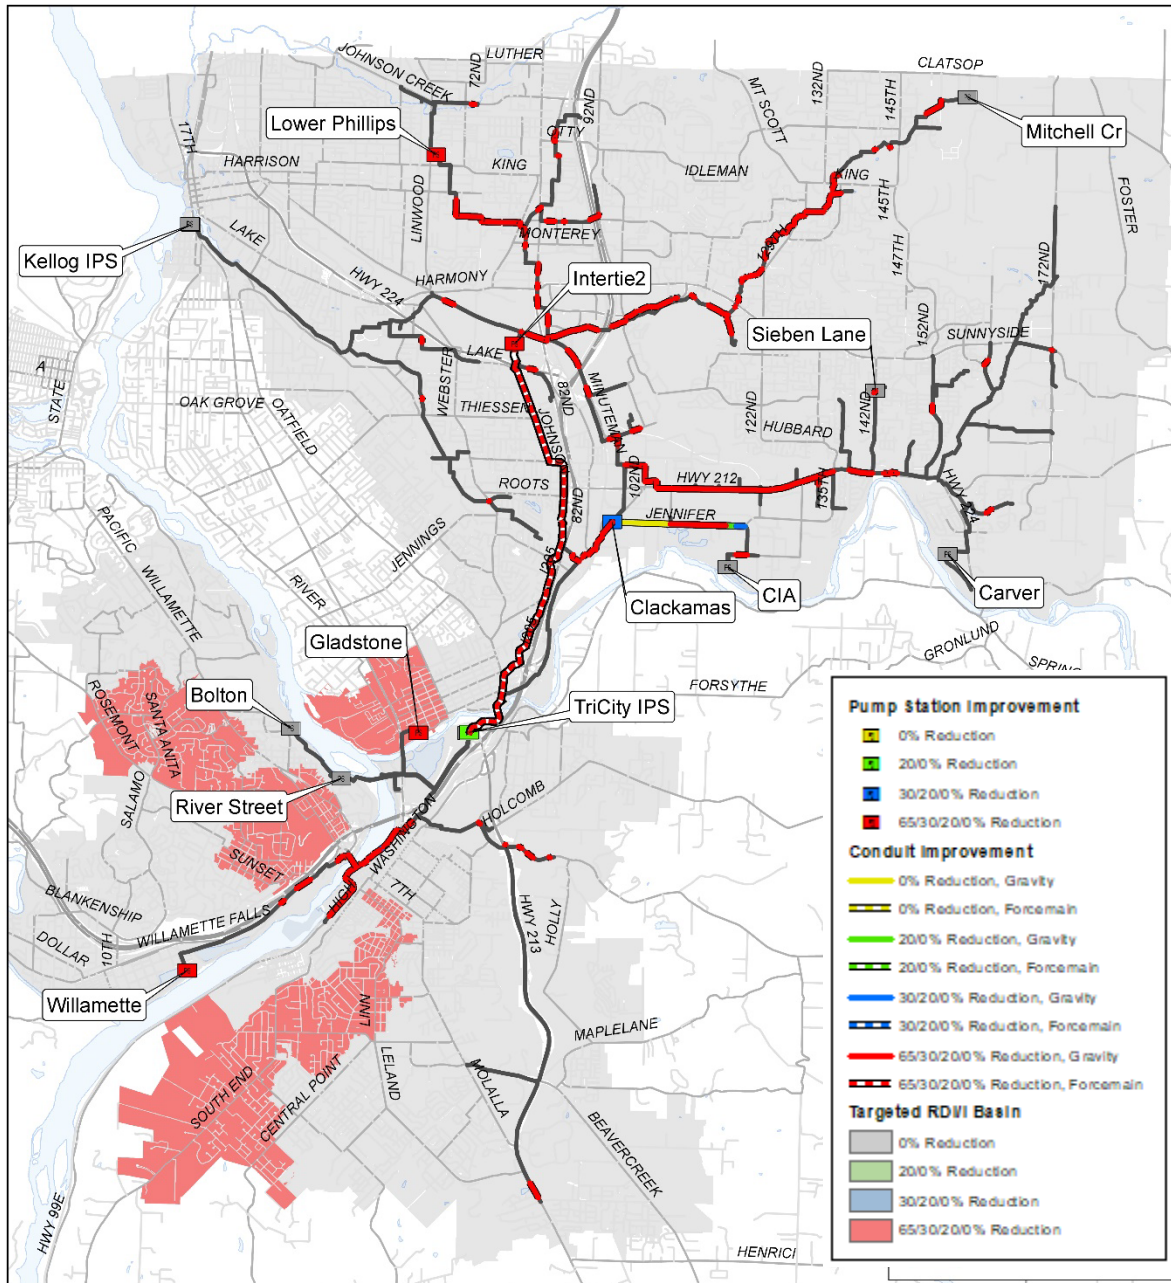 LUTHER
JOHNSON CREEK
72ND
92ND
MT SCOTT
132ND
CLATSOP
145TH
Mitchell Cr
Lower Phillips
OTTY
17TH
HARRISON
KING
IDLEMAN
KING
145TH
FOSTER
LINWOOD
LAKE
MONTEREY
129TH
147TH
172ND
Kellog IPS
HWY 224
HARMONY
Intertie2
Sieben Lane
152ND
SUNNYSIDE
LAKE
A
STATE
WEBSTER
82ND
MINUTEMAN
122ND
142ND
OAK GROVE
OATFIELD
THIESSEN
JOHNSON
HUBBARD
ROOTS
102ND
HWY 212
135TH
HWY 224
82ND
JENNIFER
PACIFIC
JENNINGS
I205
WILLAMETTE
RIVER
Clackamas
CIA
Carver
I205
GRONLUND
Gladstone
SPRING
FORSYTHE
Bolton
ROSEMONT
SANTA ANITA
TriCity IPS
River Street
SALAMO
HOLCOMB
WASHINGTON
SUNSET
HIGH
7TH
BLANKENSHIP
WILLAMETTE FALLS
HWY 213
HOLLY
DOLLAR
10TH
Willamette
LINN
MAPLELANE
SOUTH END
CENTRAL POINT
LELAND
MOLALLA
BEAVERCREEK
HWY 99E
HENRICI
Pump Station Improvement
0% Reduction
20/0% Reduction
30/20/0% Reduction
65/30/20/0% Reduction
Conduit Improvement
0% Reduction, Gravity
0% Reduction, Forcemain
20/0% Reduction, Gravity
20/0% Reduction, Forcemain
30/20/0% Reduction, Gravity
30/20/0% Reduction, Forcemain
65/30/20/0% Reduction, Gravity
65/30/20/0% Reduction, Forcemain
Targeted RDI/I Basin
0% Reduction
20/0% Reduction
30/20/0% Reduction
65/30/20/0% Reduction